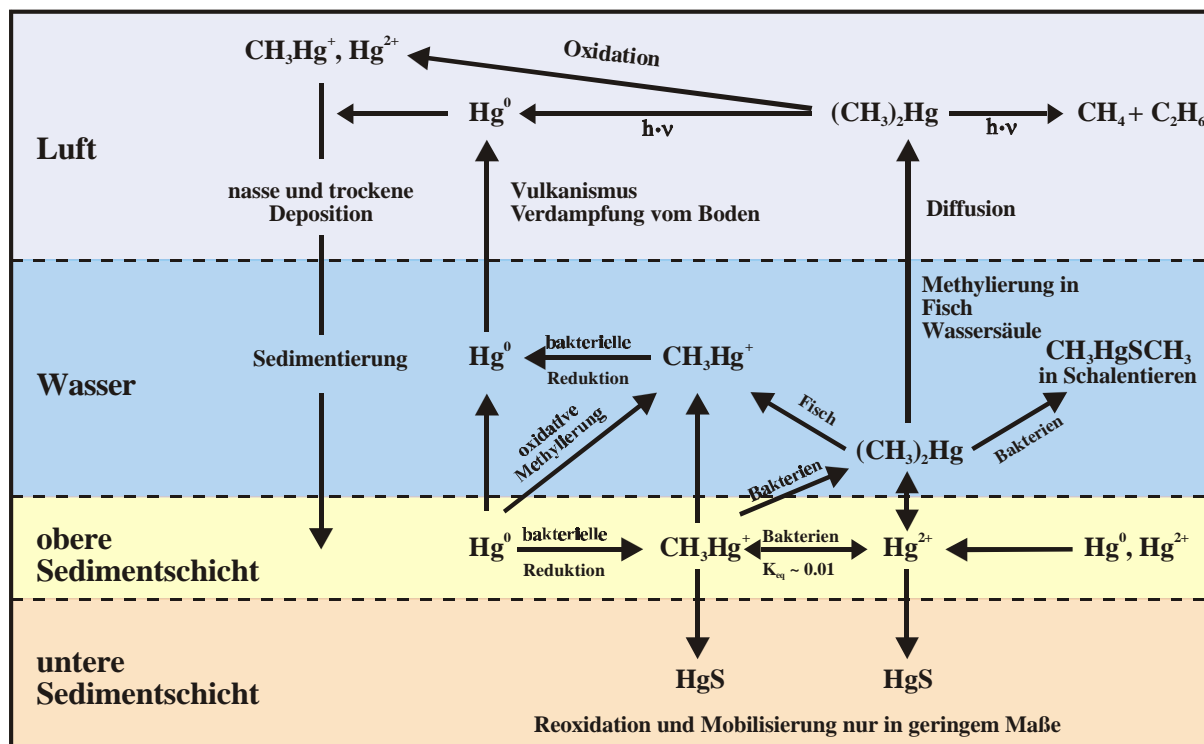 CH₃Hg⁺, Hg²⁺
Oxidation
Hg⁰
h·ν
(CH₃)₂Hg
h·ν
CH₄ + C₂H₆
Luft
nasse und trockene
Deposition
Vulkanismus
Verdampfung vom Boden
Diffusion
Methylierung in
Fisch
Wassersäule
Wasser
Sedimentierung
Hg⁰
bakterielle
Reduktion
CH₃Hg⁺
CH₃HgSCH₃
in Schalentieren
oxidative
Methylierung
Fisch
(CH₃)₂Hg
Bakterien
Bakterien
obere
Sedimentschicht
Hg⁰
bakterielle
Reduktion
CH₃Hg⁺
Bakterien
K_eq ~ 0.01
Hg²⁺
Hg⁰, Hg²⁺
untere
Sedimentschicht
HgS
HgS
Reoxidation und Mobilisierung nur in geringem Maße